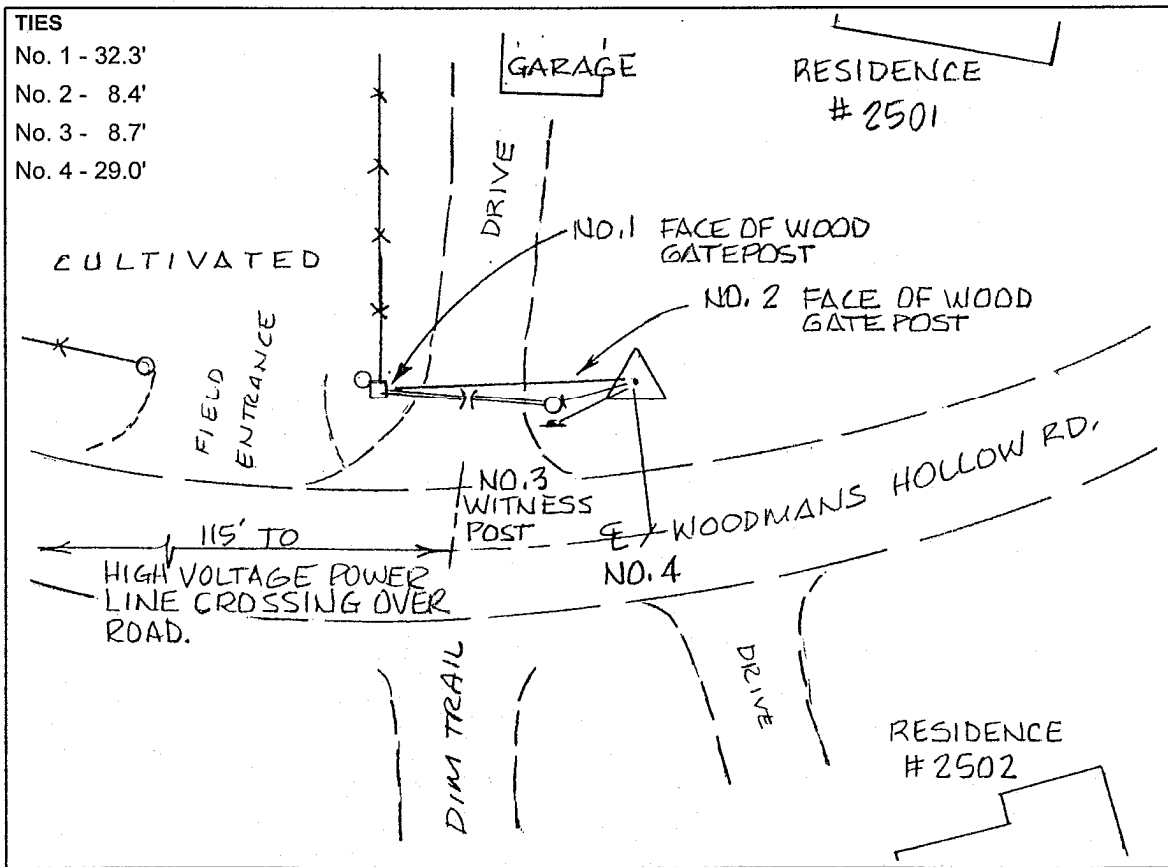 TIES
No. 1 - 32.3'
No. 2 - 8.4'
No. 3 - 8.7'
No. 4 - 29.0'
GARAGE
RESIDENCE
# 2501
DRIVE
NO.1 FACE OF WOOD
GATEPOST
CULTIVATED
NO. 2 FACE OF WOOD
GATE POST
FIELD
ENTRANCE
NO.3
WITNESS
POST
℄ WOODMANS HOLLOW RD.
NO.4
115' TO
HIGH VOLTAGE POWER
LINE CROSSING OVER
ROAD.
DIM TRAIL
DRIVE
RESIDENCE
# 2502